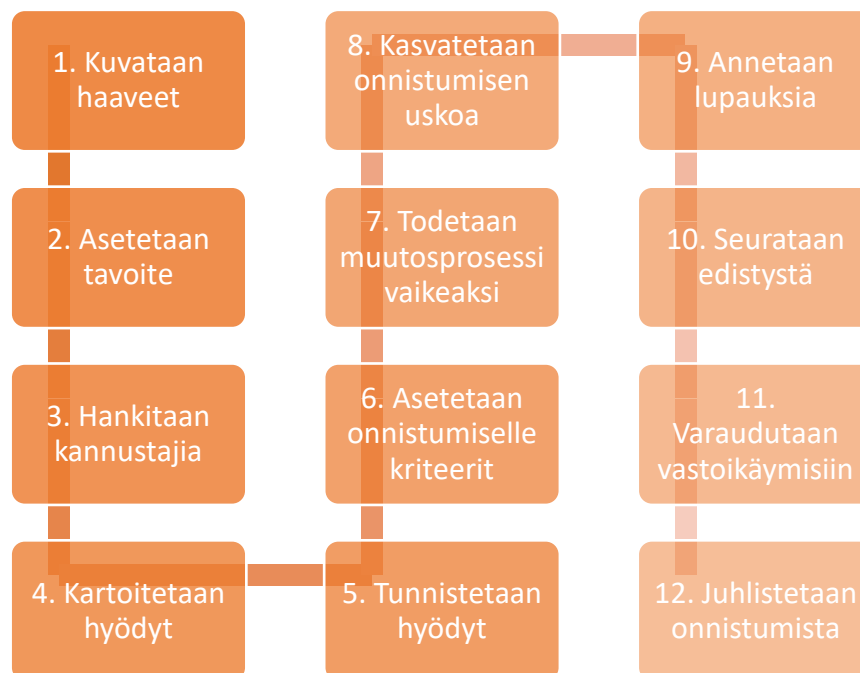 1. Kuvataan
haaveet
2. Asetetaan
tavoite
3. Hankitaan
kannustajia
4. Kartoitetaan
hyödyt
5. Tunnistetaan
hyödyt
6. Asetetaan
onnistumiselle
kriteerit
7. Todetaan
muutosprosessi
vaikeaksi
8. Kasvatetaan
onnistumisen
uskoa
9. Annetaan
lupauksia
10. Seurataan
edistystä
11.
Varaudutaan
vastoikäymisiin
12. Juhlistetaan
onnistumista